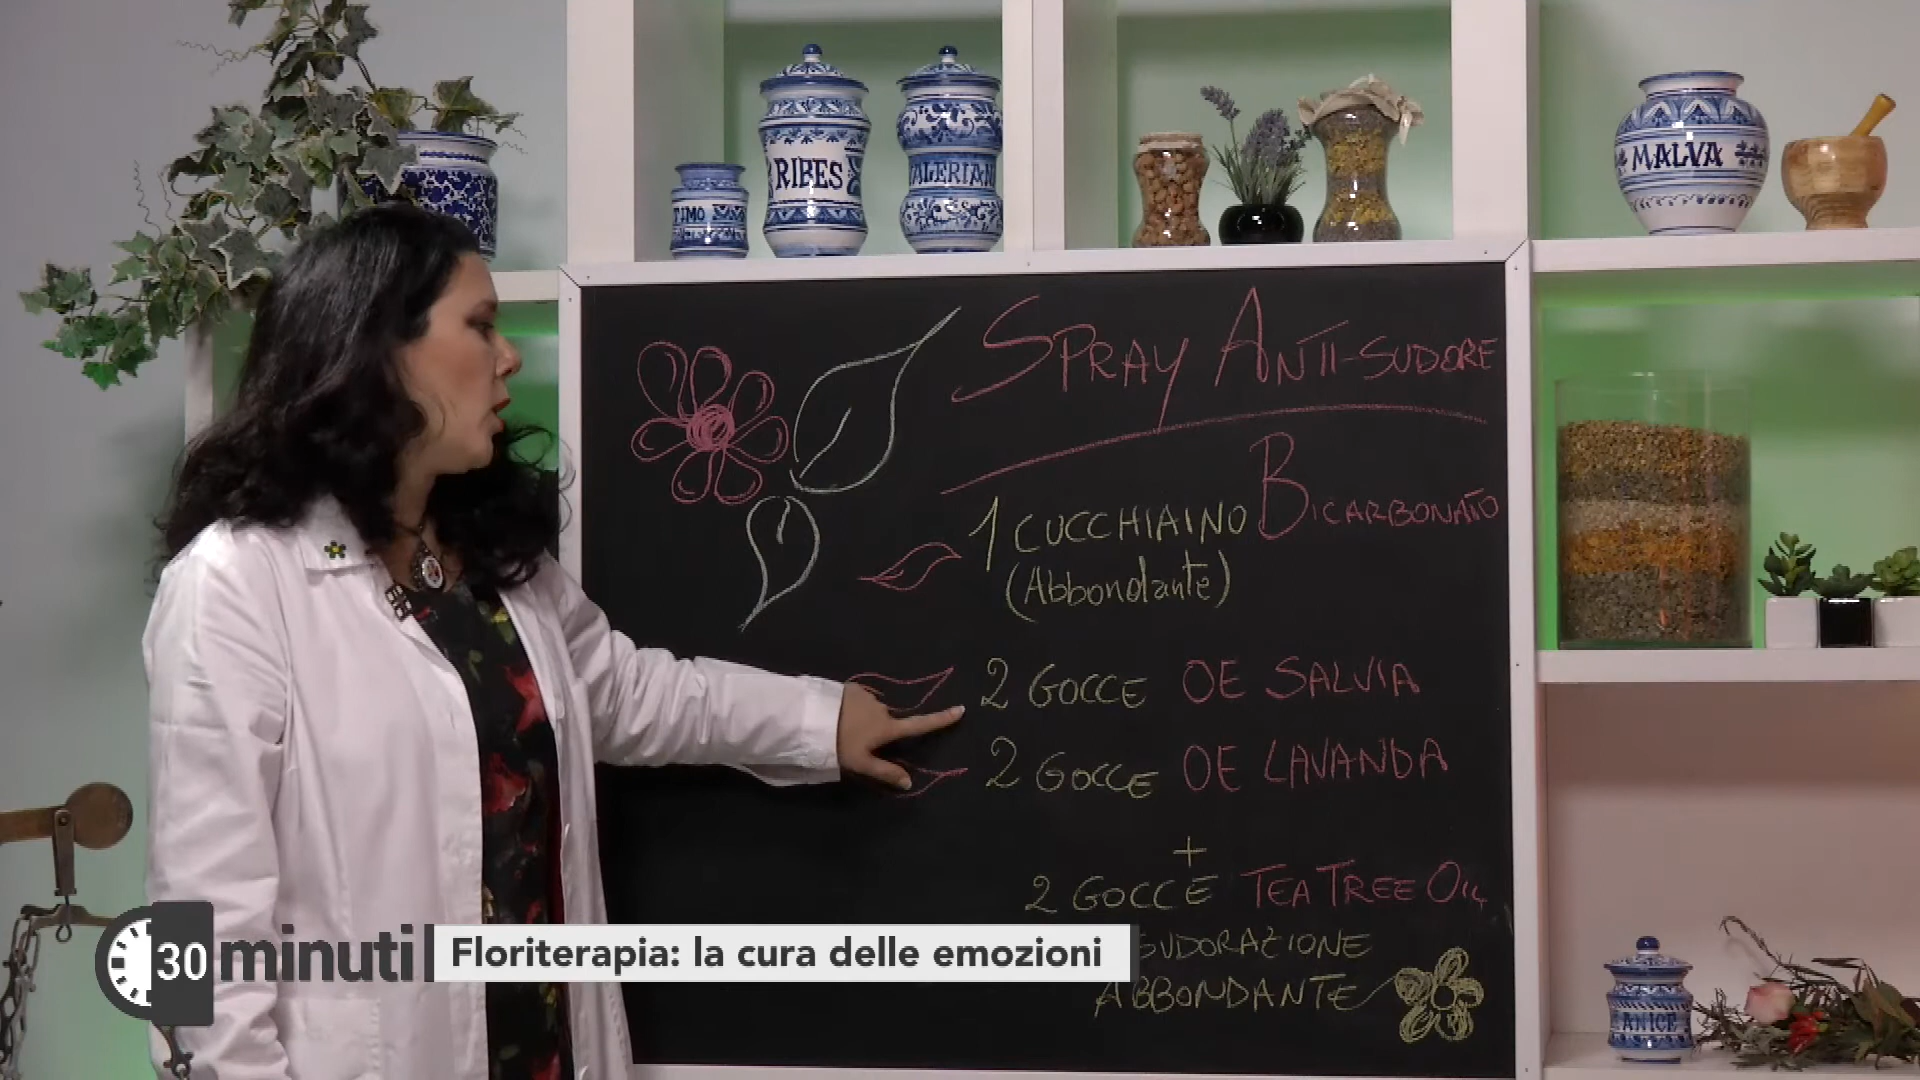 TIMO
RIBES
VALERIAN
MALVA
SPRAY ANTI-SUDORE
1 CUCCHIAINO BICARBONATO
(Abbondante)
2 GOCCE OE SALVIA
2 GOCCE OE LAVANDA
+
2 GOCCE TEA TREE OIL
SUDORAZIONE
ABBONDANTE
ANICE
30 minuti
Floriterapia: la cura delle emozioni